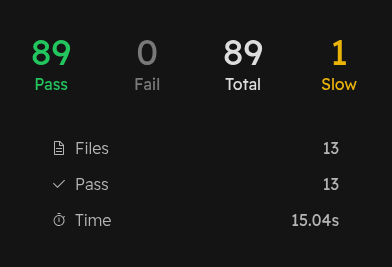 89 0 89 1
Pass Fail Total Slow
Files 13
Pass 13
Time 15.04s